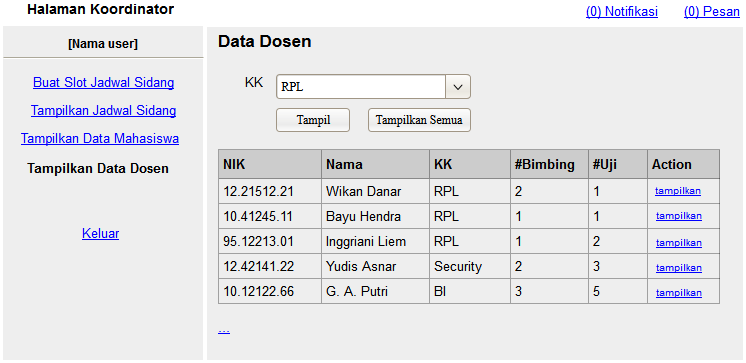 Halaman Koordinator
(0) Notifikasi (0) Pesan
[Nama user]
Buat Slot Jadwal Sidang
Tampilkan Jadwal Sidang
Tampilkan Data Mahasiswa
Tampilkan Data Dosen
Keluar
Data Dosen
KK RPL
Tampil Tampilkan Semua
NIK Nama KK #Bimbing #Uji Action
12.21512.21 Wikan Danar RPL 2 1 tampilkan
10.41245.11 Bayu Hendra RPL 1 1 tampilkan
95.12213.01 Inggriani Liem RPL 1 2 tampilkan
12.42141.22 Yudis Asnar Security 2 3 tampilkan
10.12122.66 G. A. Putri BI 3 5 tampilkan
...